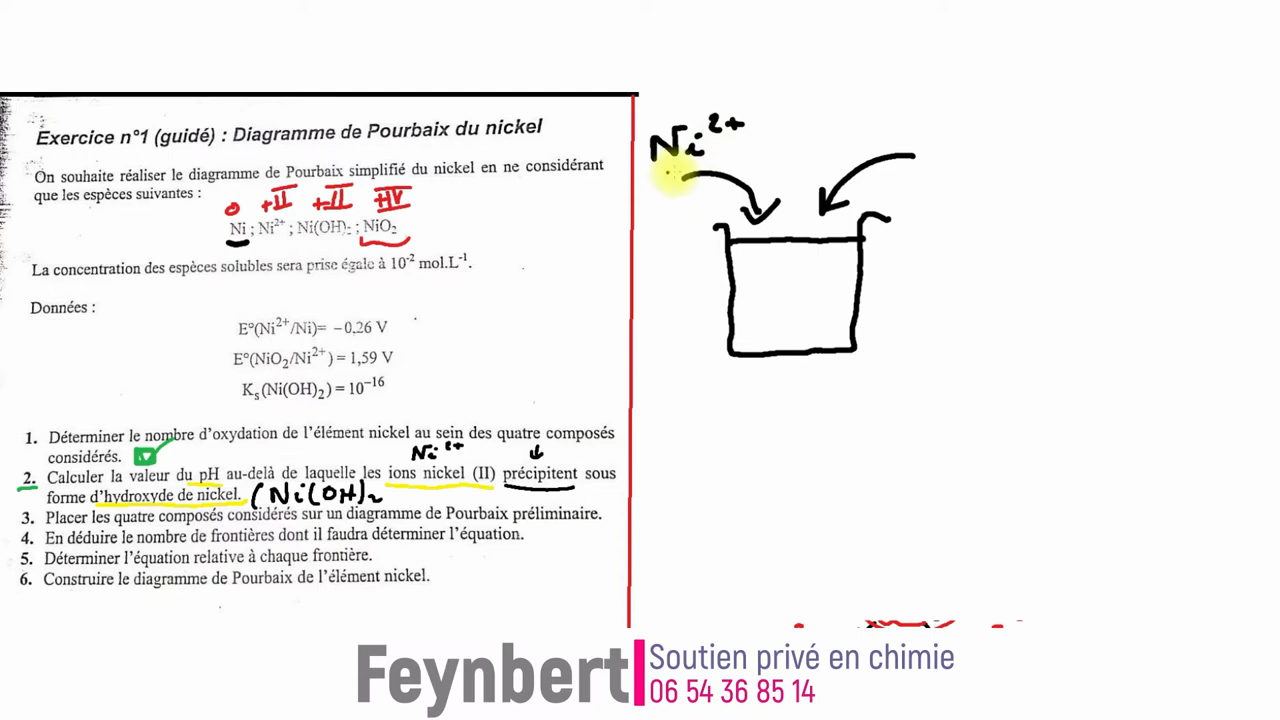 Exercice n°1 (guidé) : Diagramme de Pourbaix du nickel
On souhaite réaliser le diagramme de Pourbaix simplifié du nickel en ne considérant
que les espèces suivantes :
0 +II +II +IV
Ni ; Ni²⁺ ; Ni(OH)₂ ; NiO₂
La concentration des espèces solubles sera prise égale à 10⁻² mol.L⁻¹.
Données :
E°(Ni²⁺/Ni)= – 0.26 V
E°(NiO₂/Ni²⁺) = 1,59 V
Kₛ(Ni(OH)₂) = 10⁻¹⁶
1. Déterminer le nombre d'oxydation de l'élément nickel au sein des quatre composés
considérés.
Ni²⁺
2. Calculer la valeur du pH au-delà de laquelle les ions nickel (II) précipitent sous
forme d'hydroxyde de nickel. (Ni(OH)₂
3. Placer les quatre composés considérés sur un diagramme de Pourbaix préliminaire.
4. En déduire le nombre de frontières dont il faudra déterminer l'équation.
5. Déterminer l'équation relative à chaque frontière.
6. Construire le diagramme de Pourbaix de l'élément nickel.
Ni²⁺
Feynbert
Soutien privé en chimie
06 54 36 85 14